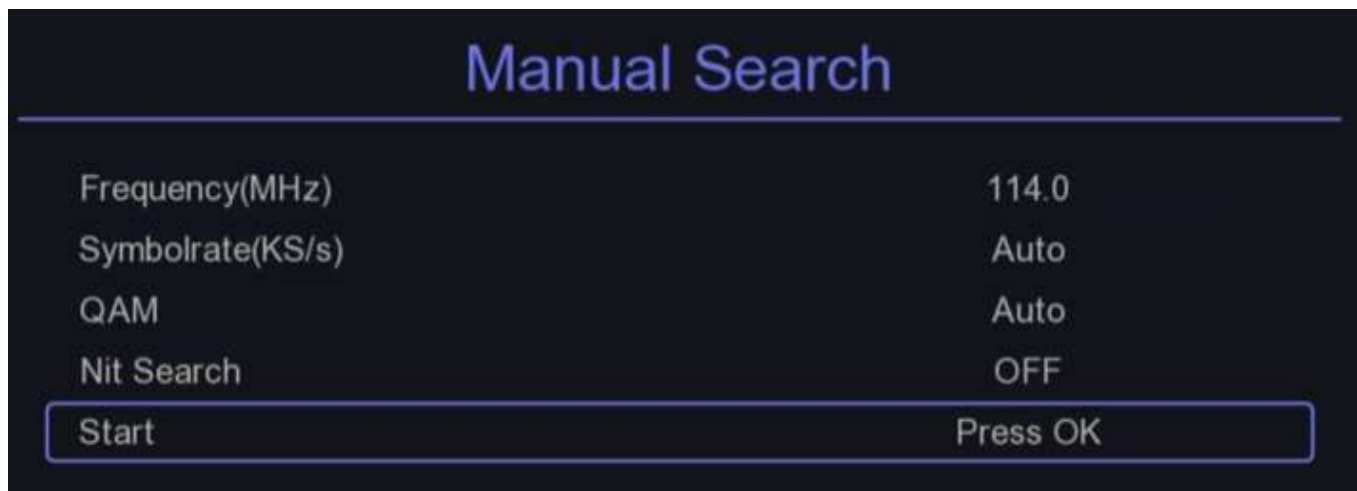 Manual Search
Frequency(MHz) 114.0
Symbolrate(KS/s) Auto
QAM Auto
Nit Search OFF
Start Press OK